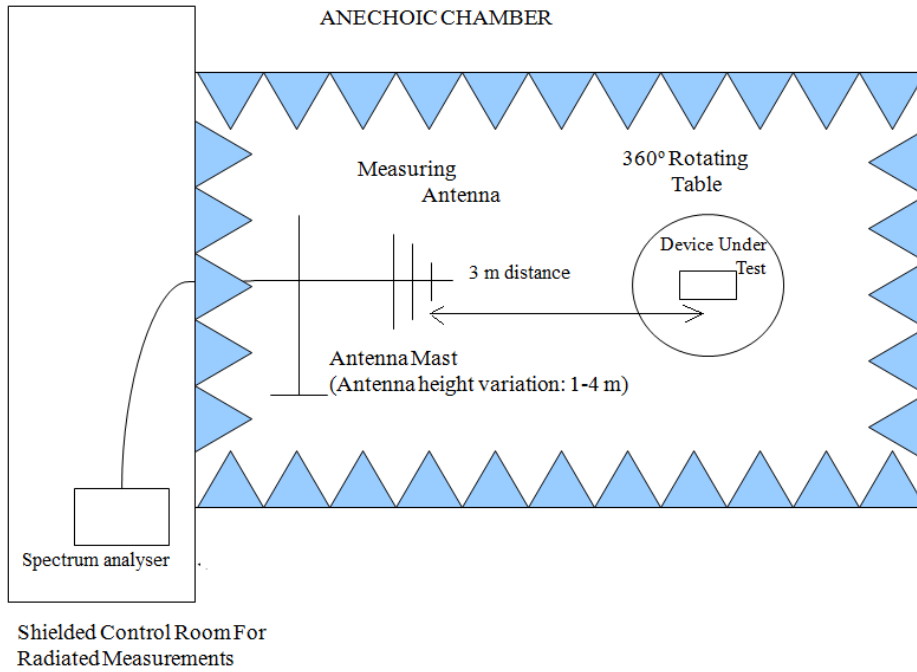 ANECHOIC CHAMBER
Measuring
Antenna
360º Rotating
Table
Device Under
Test
3 m distance
Antenna Mast
(Antenna height variation: 1-4 m)
Spectrum analyser
Shielded Control Room For
Radiated Measurements